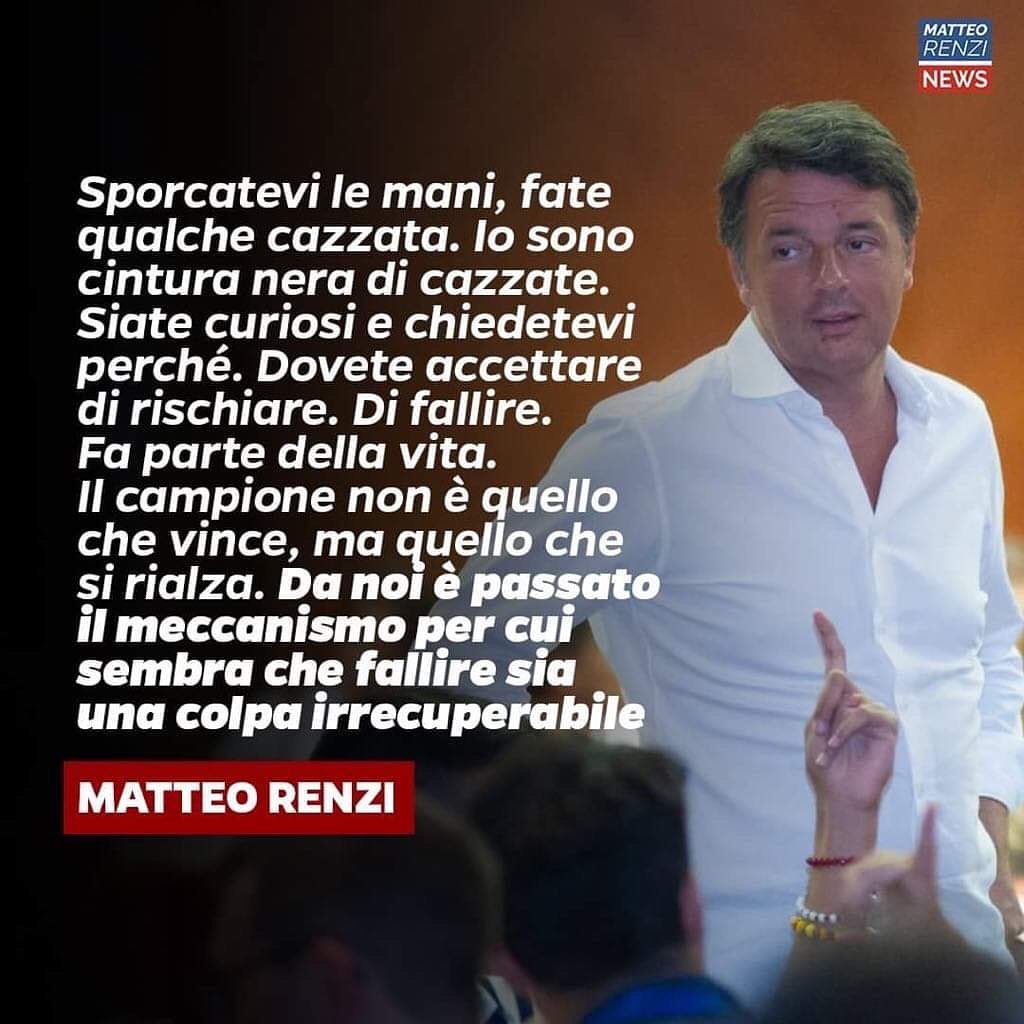 MATTEO
RENZI
NEWS
Sporcatevi le mani, fate
qualche cazzata. Io sono
cintura nera di cazzate.
Siate curiosi e chiedetevi
perché. Dovete accettare
di rischiare. Di fallire.
Fa parte della vita.
Il campione non è quello
che vince, ma quello che
si rialza. Da noi è passato
il meccanismo per cui
sembra che fallire sia
una colpa irrecuperabile
MATTEO RENZI